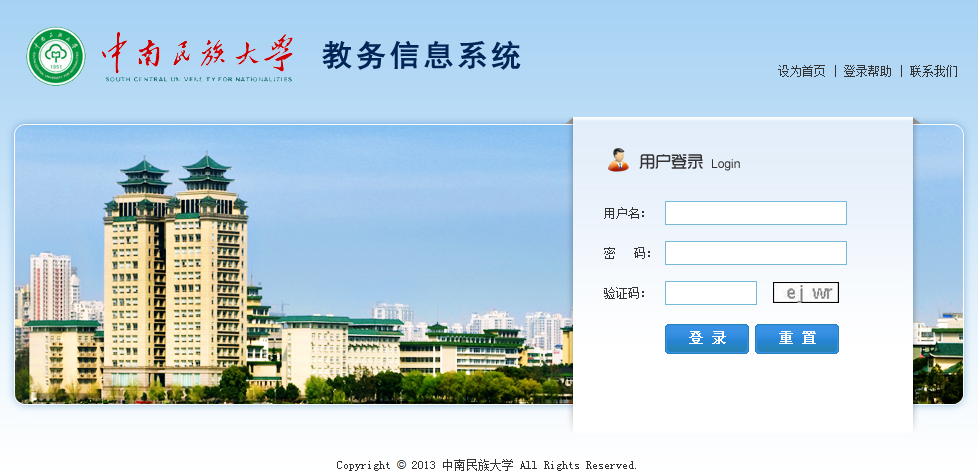 中南民族大学
SOUTH-CENTRAL UNIVERSITY FOR NATIONALITIES
教务信息系统
设为首页 | 登录帮助 | 联系我们
用户登录 Login
用户名:
密 码:
验证码: ej wr
登 录 重 置
Copyright © 2013 中南民族大学 All Rights Reserved.